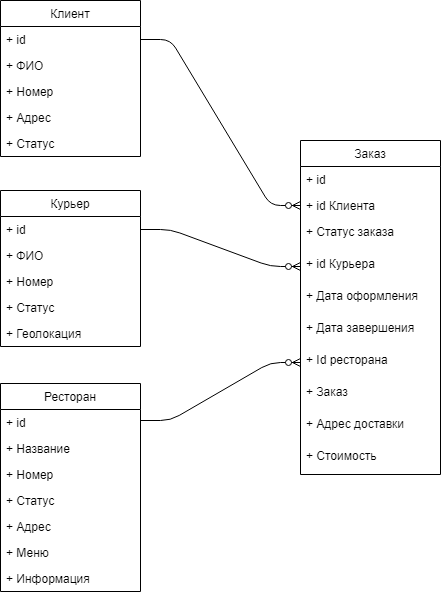 Клиент
+ id
+ ФИО
+ Номер
+ Адрес
+ Статус
Курьер
+ id
+ ФИО
+ Номер
+ Статус
+ Геолокация
Ресторан
+ id
+ Название
+ Номер
+ Статус
+ Адрес
+ Меню
+ Информация
Заказ
+ id
+ id Клиента
+ Статус заказа
+ id Курьера
+ Дата оформления
+ Дата завершения
+ Id ресторана
+ Заказ
+ Адрес доставки
+ Стоимость